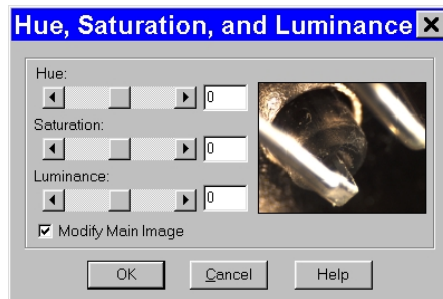 Hue, Saturation, and Luminance
Hue:
0
Saturation:
0
Luminance:
0
Modify Main Image
OK Cancel Help